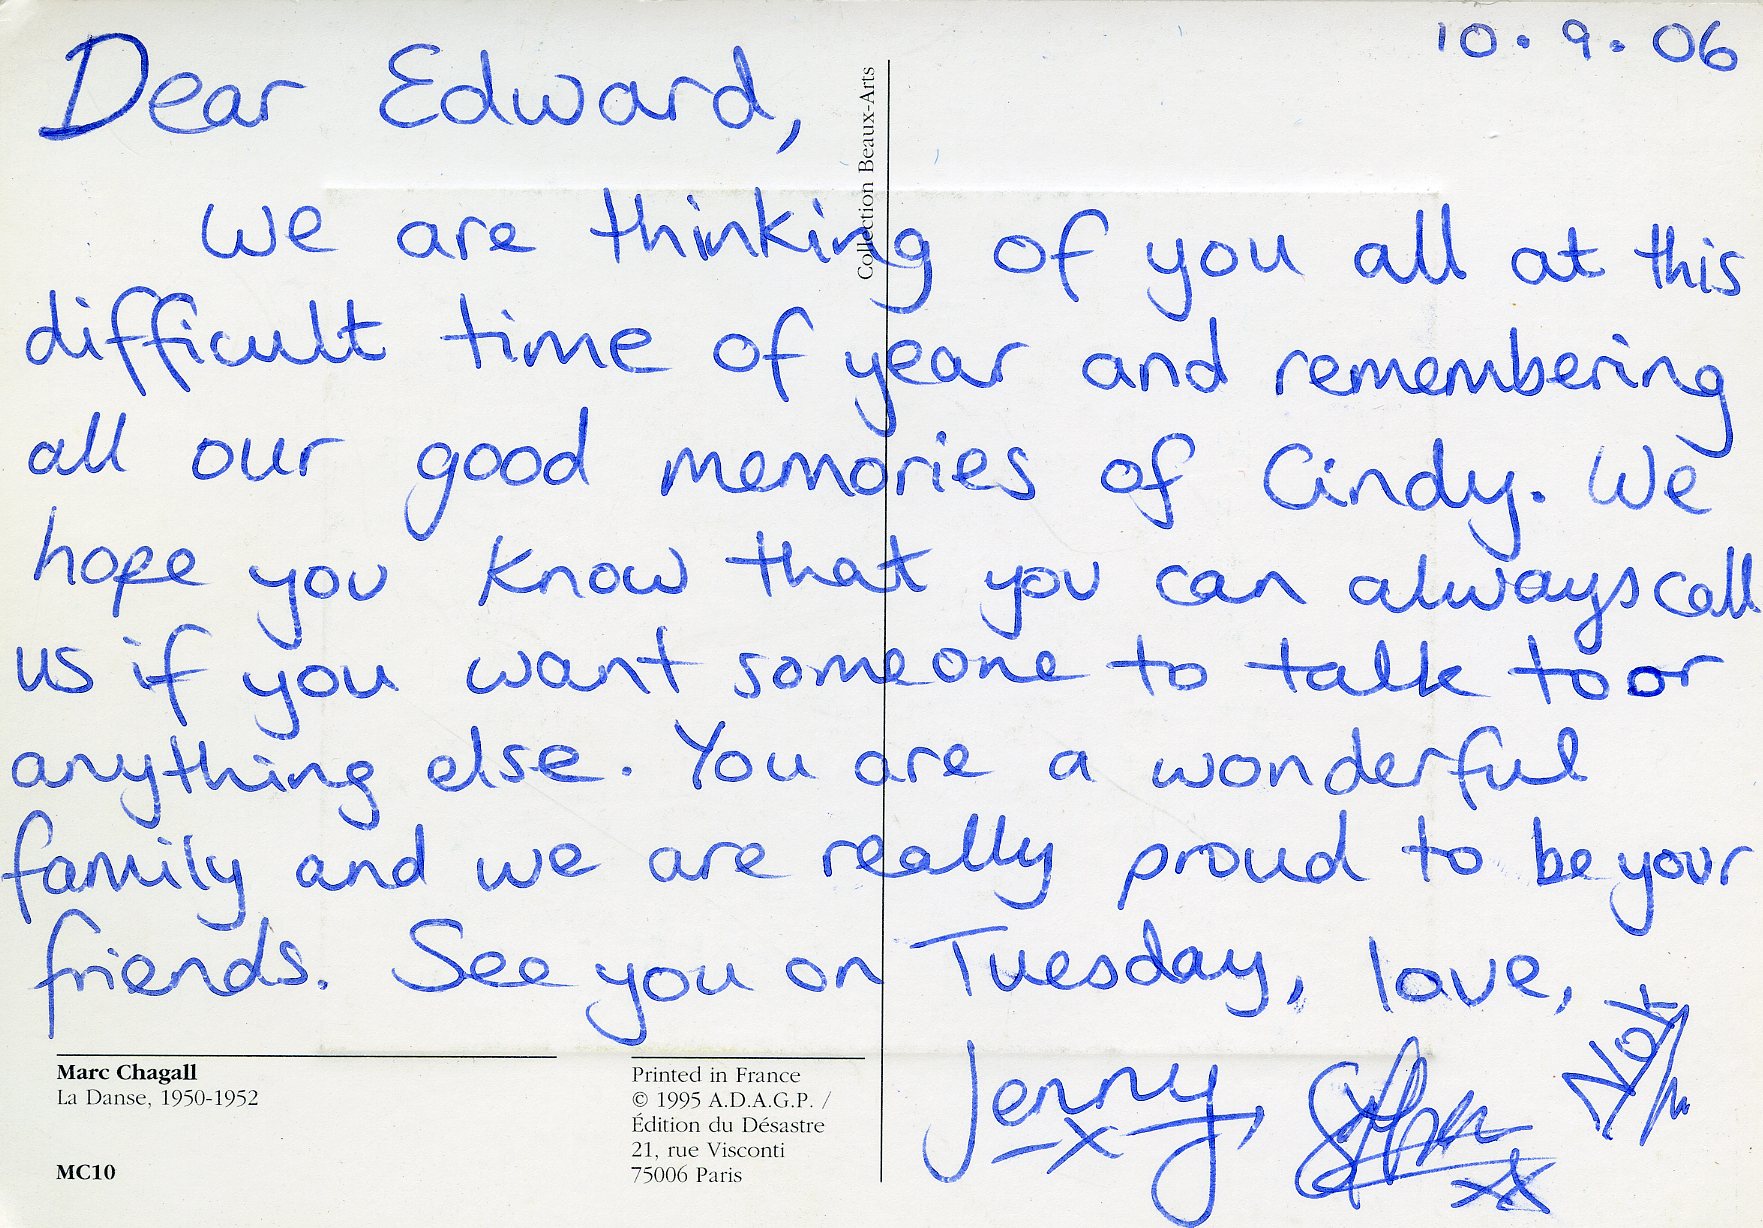 10.9.06
Dear Edward,
We are thinking of you all at this
difficult time of year and remembering
all our good memories of Cindy. We
hope you know that you can always call
us if you want someone to talk to or
anything else. You are a wonderful
family and we are really proud to be your
friends. See you on Tuesday, love,
Jenny, x
xx
Collection Beaux-Arts
Marc Chagall
La Danse, 1950-1952
MC10
Printed in France
© 1995 A.D.A.G.P. /
Édition du Désastre
21, rue Visconti
75006 Paris